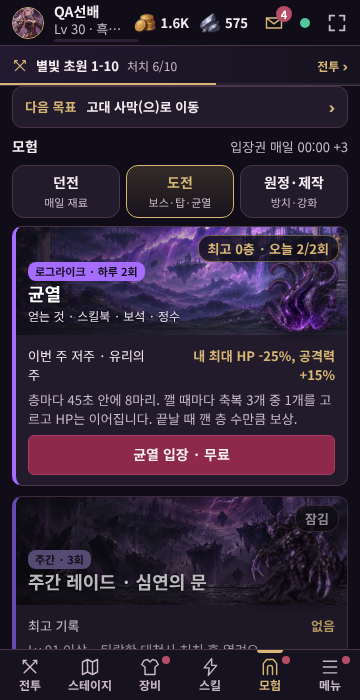 QA선배
Lv 30 · 흑…
1.6K
575
4
별빛 초원 1-10 처치 6/10
전투 ›
다음 목표 고대 사막(으)로 이동 ›
모험
입장권 매일 00:00 +3
던전
매일 재료
도전
보스·탑·균열
원정·제작
방치·강화
최고 0층 · 오늘 2/2회
로그라이크 · 하루 2회
균열
얻는 것 · 스킬북 · 보석 · 정수
이번 주 저주 · 유리의
주
내 최대 HP -25%, 공격력
+15%
층마다 45초 안에 8마리. 깰 때마다 축복 3개 중 1개를 고
르고 HP는 이어집니다. 끝날 때 깬 층 수만큼 보상.
균열 입장 · 무료
잠김
주간 · 3회
주간 레이드 · 심연의 문
최고 기록
없음
전투
스테이지
장비
스킬
모험
메뉴